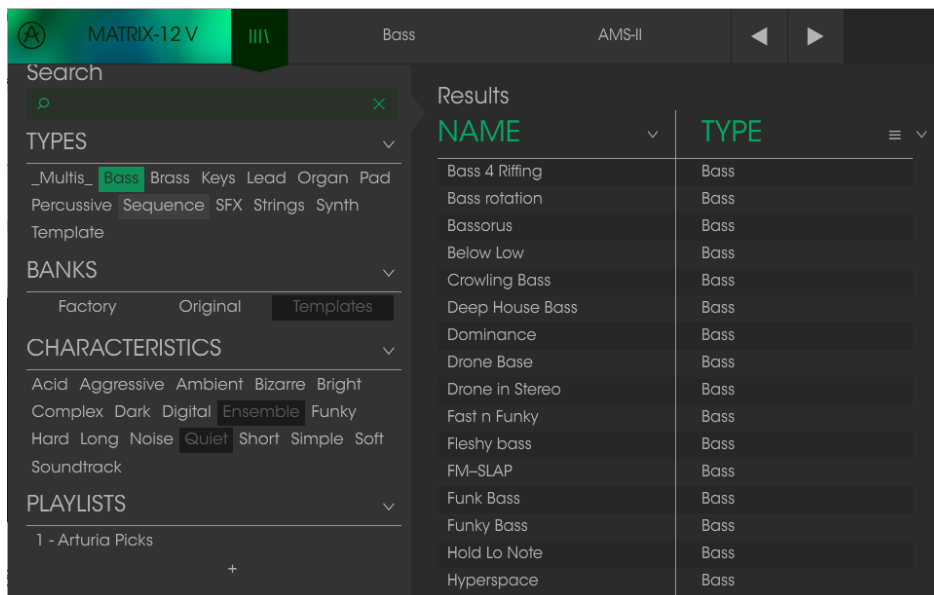 MATRIX-12 V Bass AMS-II
Search
TYPES
_Multis_ Bass Brass Keys Lead Organ Pad
Percussive Sequence SFX Strings Synth
Template
BANKS
Factory Original Templates
CHARACTERISTICS
Acid Aggressive Ambient Bizarre Bright
Complex Dark Digital Ensemble Funky
Hard Long Noise Quiet Short Simple Soft
Soundtrack
PLAYLISTS
1 - Arturia Picks
+
Results
NAME TYPE
Bass 4 Riffing Bass
Bass rotation Bass
Bassorus Bass
Below Low Bass
Crowling Bass Bass
Deep House Bass Bass
Dominance Bass
Drone Base Bass
Drone in Stereo Bass
Fast n Funky Bass
Fleshy bass Bass
FM–SLAP Bass
Funk Bass Bass
Funky Bass Bass
Hold Lo Note Bass
Hyperspace Bass